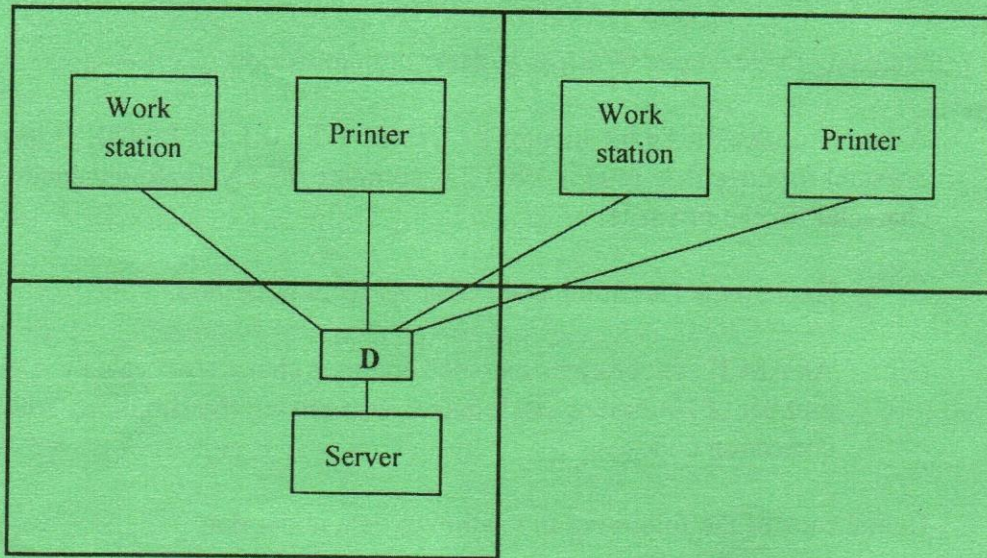 Work
station
Printer
Work
station
Printer
D
Server